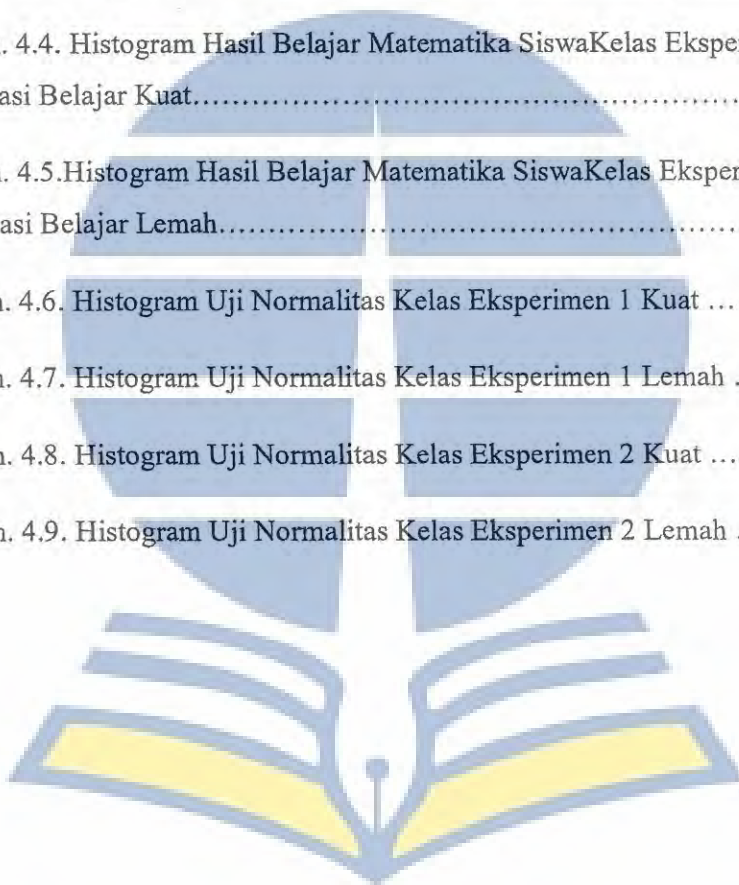 . 4.4. Histogram Hasil Belajar Matematika SiswaKelas Eksper
asi Belajar Kuat……………………………………………………
. 4.5.Histogram Hasil Belajar Matematika SiswaKelas Eksper
asi Belajar Lemah…………………………………………………
. 4.6. Histogram Uji Normalitas Kelas Eksperimen 1 Kuat …
. 4.7. Histogram Uji Normalitas Kelas Eksperimen 1 Lemah .
. 4.8. Histogram Uji Normalitas Kelas Eksperimen 2 Kuat …
. 4.9. Histogram Uji Normalitas Kelas Eksperimen 2 Lemah .